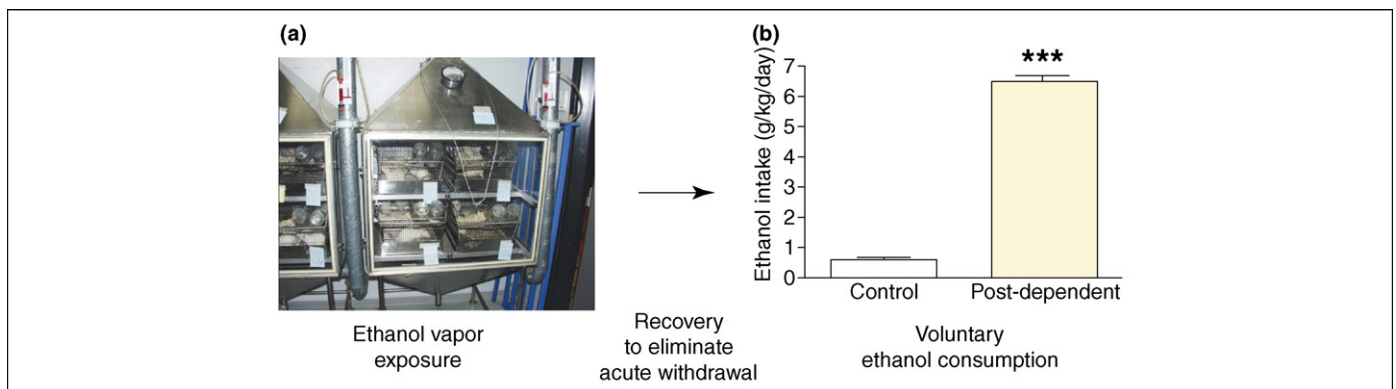 (a)
(b)
Ethanol intake (g/kg/day)
7
6
5
4
3
2
1
0
***
Control
Post-dependent
Ethanol vapor
exposure
Recovery
to eliminate
acute withdrawal
Voluntary
ethanol consumption